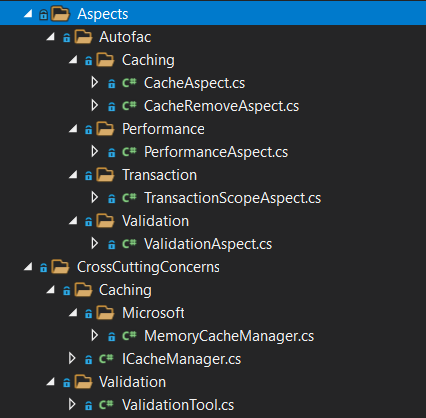 Aspects
Autofac
Caching
C# CacheAspect.cs
C# CacheRemoveAspect.cs
Performance
C# PerformanceAspect.cs
Transaction
C# TransactionScopeAspect.cs
Validation
C# ValidationAspect.cs
CrossCuttingConcerns
Caching
Microsoft
C# MemoryCacheManager.cs
C# ICacheManager.cs
Validation
C# ValidationTool.cs